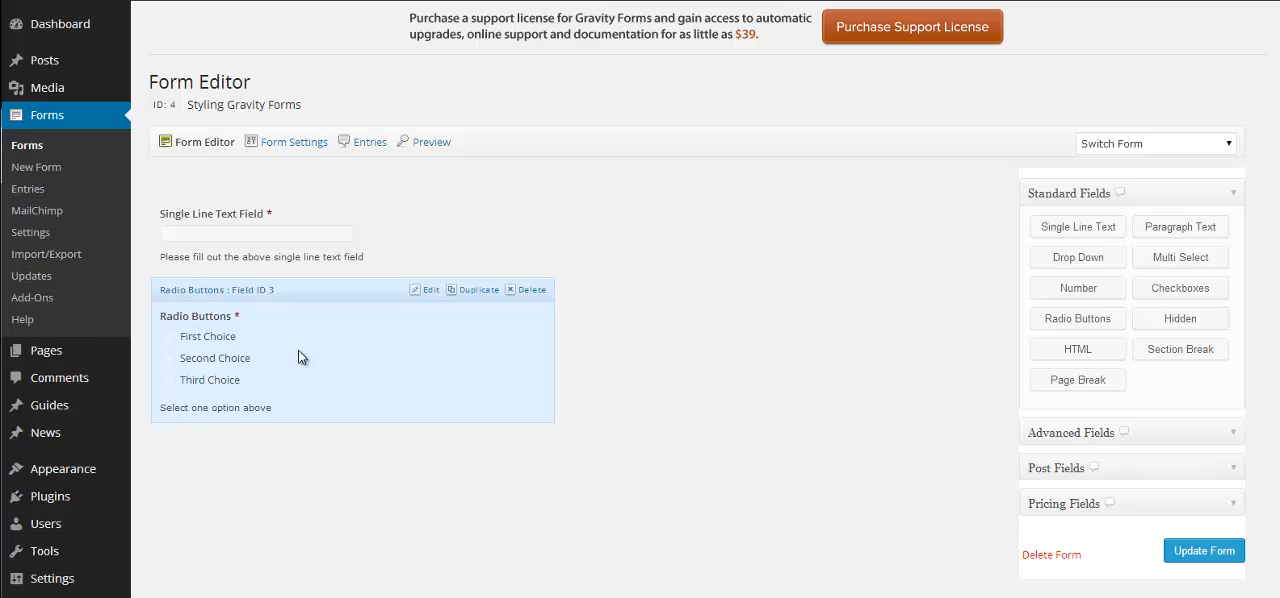 Purchase a support license for Gravity Forms and gain access to automatic
upgrades, online support and documentation for as little as $39.
Purchase Support License
Dashboard
Posts
Media
Forms
Forms
New Form
Entries
MailChimp
Settings
Import/Export
Updates
Add-Ons
Help
Pages
Comments
Guides
News
Appearance
Plugins
Users
Tools
Settings
Form Editor
ID: 4 Styling Gravity Forms
Form Editor Form Settings Entries Preview
Switch Form
Single Line Text Field *
Please fill out the above single line text field
Radio Buttons : Field ID 3 Edit Duplicate Delete
Radio Buttons *
First Choice
Second Choice
Third Choice
Select one option above
Standard Fields
Single Line Text Paragraph Text
Drop Down Multi Select
Number Checkboxes
Radio Buttons Hidden
HTML Section Break
Page Break
Advanced Fields
Post Fields
Pricing Fields
Delete Form Update Form